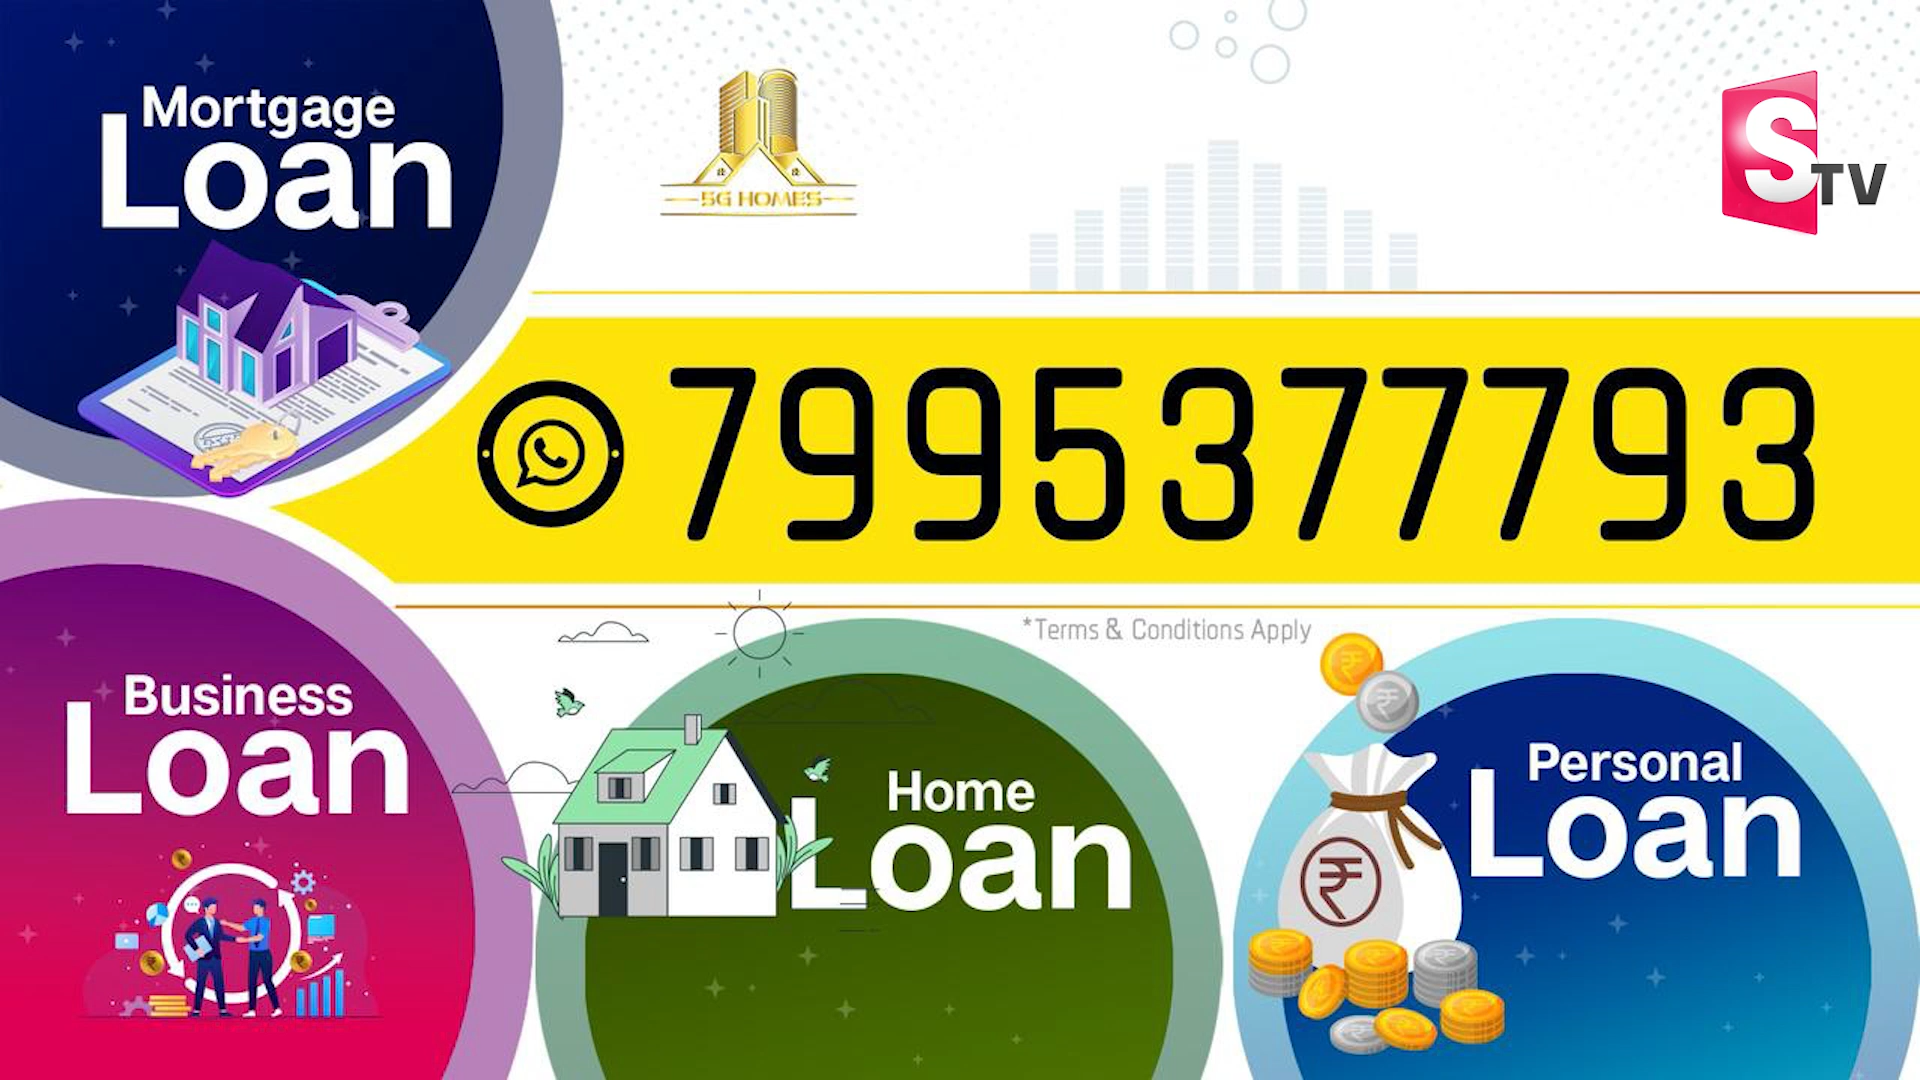 Mortgage
Loan
5G HOMES
S TV
7995377793
*Terms & Conditions Apply
Business
Loan
Home
Loan
Personal
Loan